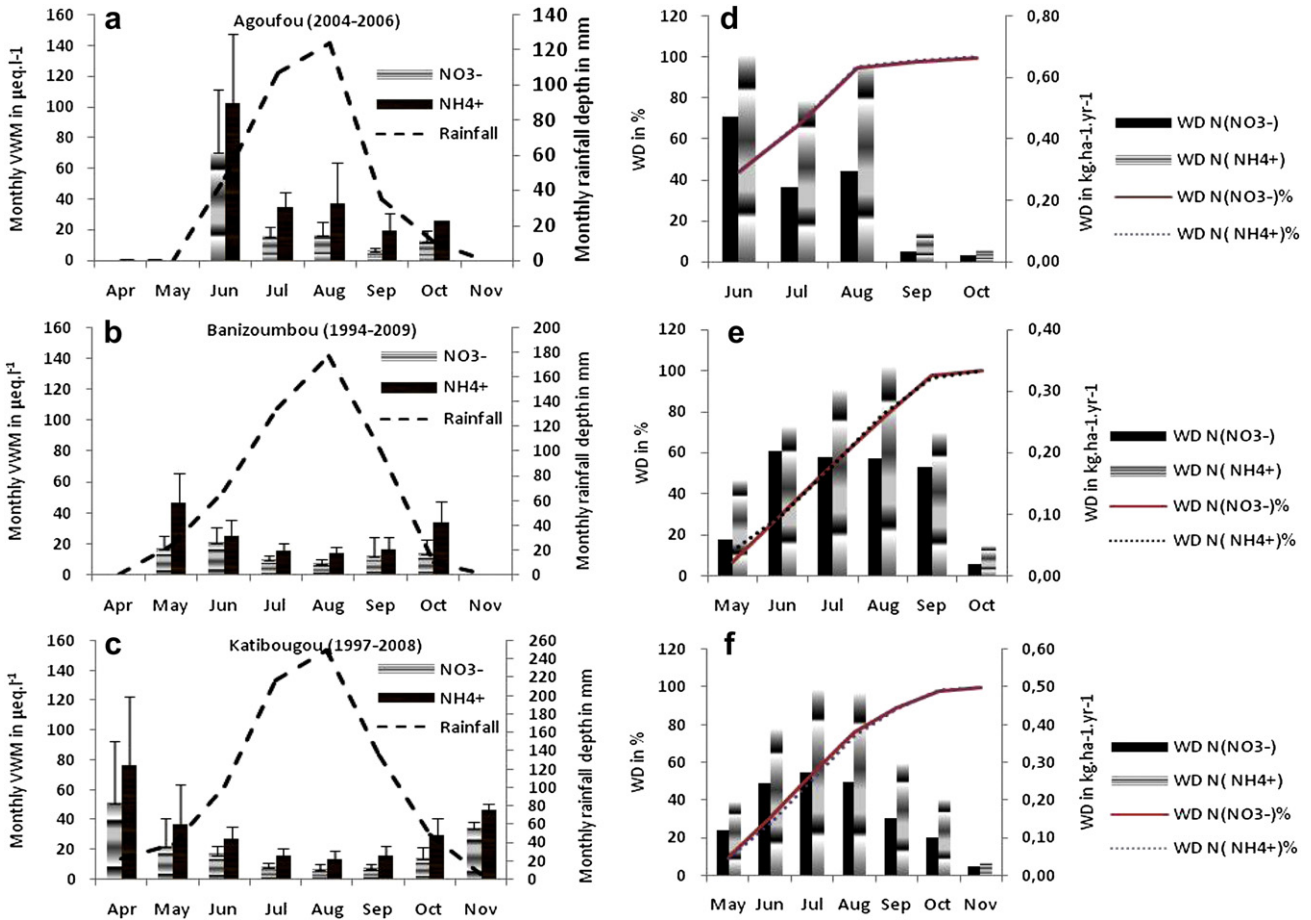 a
Agoufou (2004-2006)
Monthly VWM in µeq.l-1
160
140
120
100
80
60
40
20
0
Apr May Jun Jul Aug Sep Oct Nov
140
120
100
80
60
40
20
0
Monthly rainfall depth in mm
NO3-
NH4+
Rainfall
d
WD in %
120
100
80
60
40
20
0
Jun Jul Aug Sep Oct
0,80
0,60
0,40
0,20
0,00
WD in kg.ha-1.yr-1
WD N(NO3-)
WD N( NH4+)
WD N(NO3-)%
WD N( NH4+)%
b
Banizoumbou (1994-2009)
Monthly VWM in µeq.l-¹
160
140
120
100
80
60
40
20
0
Apr May Jun Jul Aug Sep Oct Nov
200
180
160
140
120
100
80
60
40
20
0
Monthly rainfall depth in mm
NO3-
NH4+
Rainfall
e
WD in %
120
100
80
60
40
20
0
May Jun Jul Aug Sep Oct
0,40
0,30
0,20
0,10
0,00
WD in kg.ha-1.yr-1
WD N(NO3-)
WD N( NH4+)
WD N(NO3-)%
WD N( NH4+)%
c
Katibougou (1997-2008)
Monthly VWM in µeq.l-¹
160
140
120
100
80
60
40
20
0
Apr May Jun Jul Aug Sep Oct Nov
260
240
220
200
180
160
140
120
100
80
60
40
20
0
Monthly rainfall depth in mm
NO3-
NH4+
Rainfall
f
WD in %
120
100
80
60
40
20
0
May Jun Jul Aug Sep Oct Nov
0,60
0,50
0,40
0,30
0,20
0,10
0,00
WD in kg.ha-1.yr-1
WD N(NO3-)
WD N( NH4+)
WD N(NO3-)%
WD N( NH4+)%